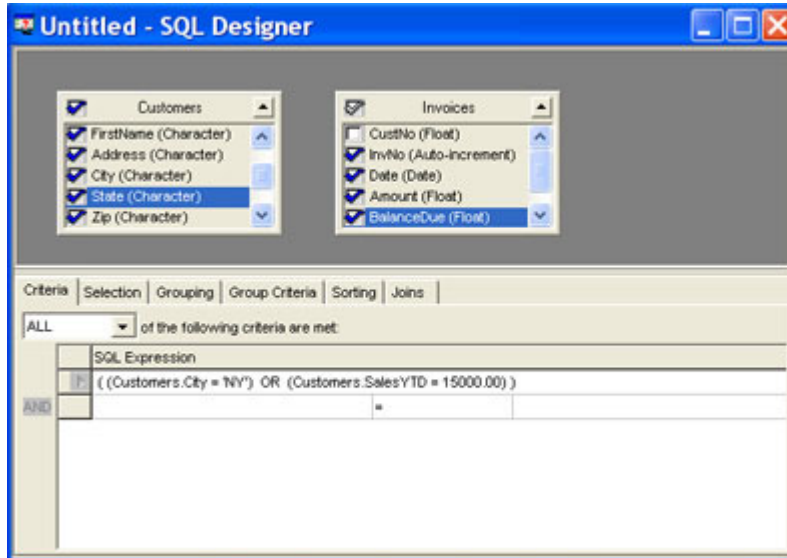 Untitled - SQL Designer
Customers
FirstName (Character)
Address (Character)
City (Character)
State (Character)
Zip (Character)
Invoices
CustNo (Float)
InvNo (Auto-increment)
Date (Date)
Amount (Float)
BalanceDue (Float)
Criteria Selection Grouping Group Criteria Sorting Joins
ALL of the following criteria are met:
SQL Expression
( ((Customers.City = 'NY') OR (Customers.SalesYTD = 15000.00) )
AND =